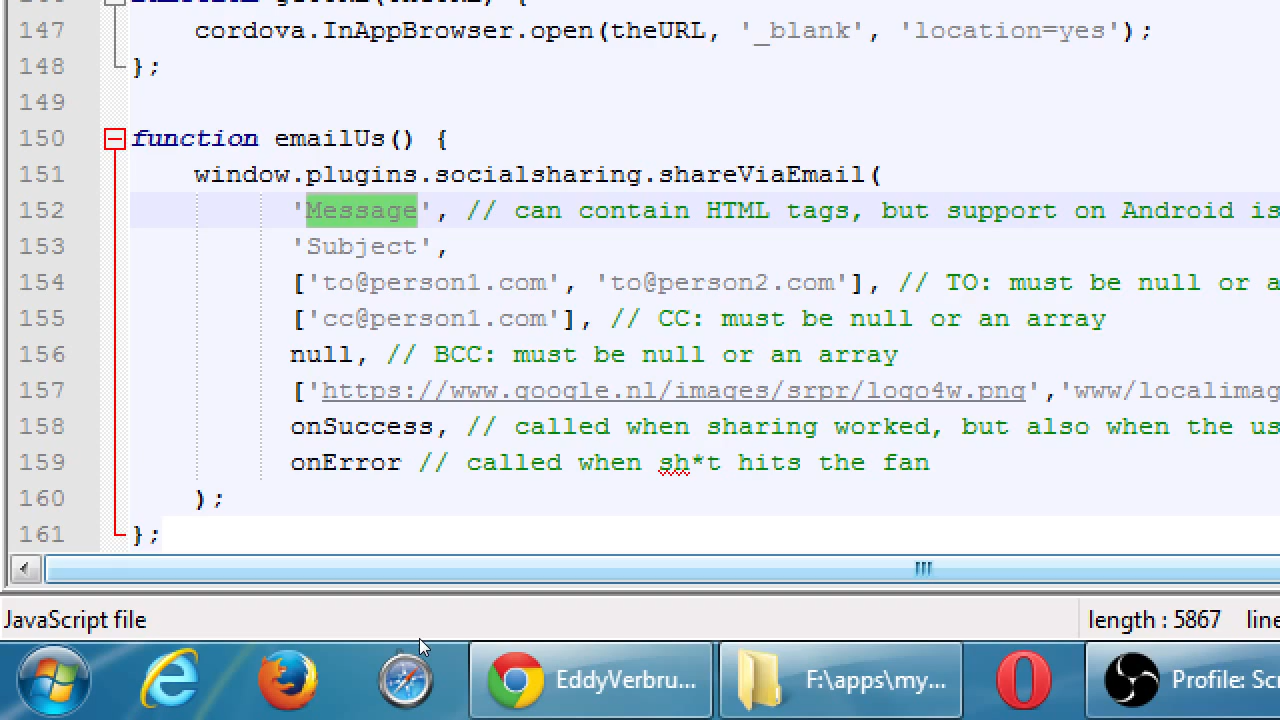 147 cordova.InAppBrowser.open(theURL, '_blank', 'location=yes');
148 };
149
150 function emailUs() {
151 window.plugins.socialsharing.shareViaEmail(
152 'Message', // can contain HTML tags, but support on Android is
153 'Subject',
154 ['to@person1.com', 'to@person2.com'], // TO: must be null or a
155 ['cc@person1.com'], // CC: must be null or an array
156 null, // BCC: must be null or an array
157 ['https://www.google.nl/images/srpr/logo4w.png','www/localimag
158 onSuccess, // called when sharing worked, but also when the us
159 onError // called when sh*t hits the fan
160 );
161 };
JavaScript file length : 5867 line
EddyVerbru... F:\apps\my... Profile: Sc